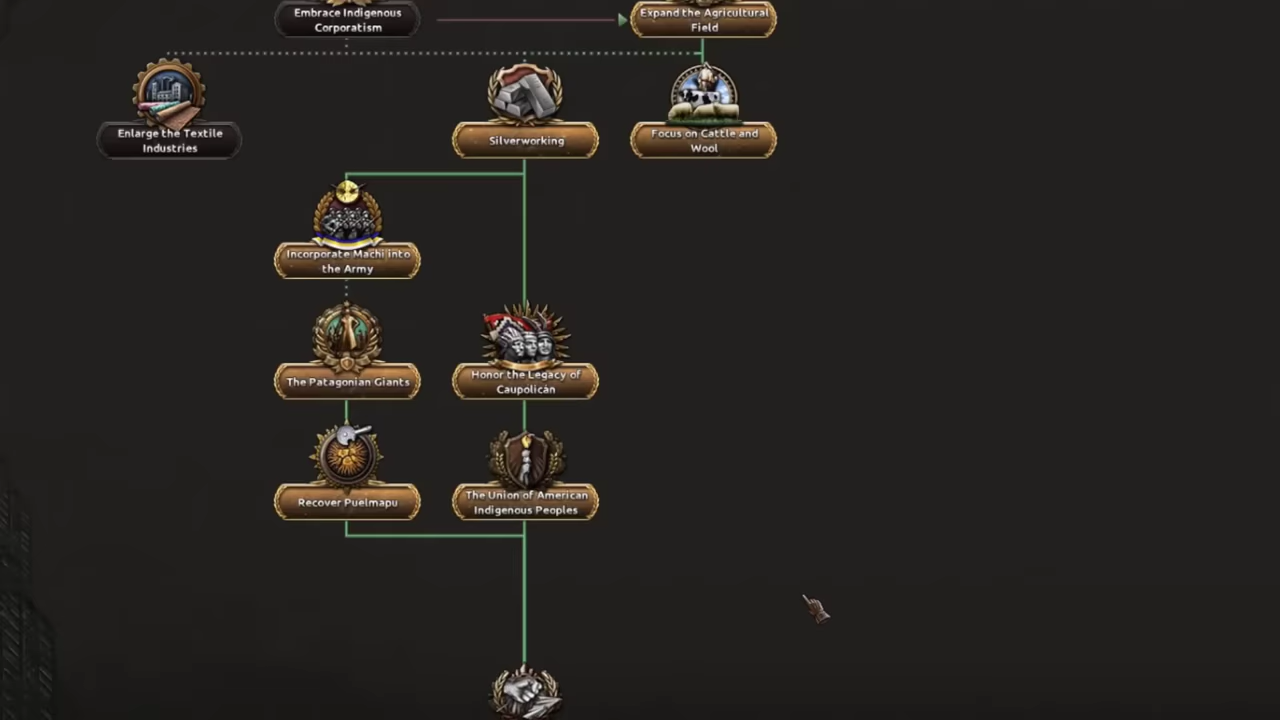 Embrace Indigenous
Corporatism
Expand the Agricultural
Field
Enlarge the Textile
Industries
Silverworking
Focus on Cattle and
Wool
Incorporate Machi into
the Army
The Patagonian Giants
Honor the Legacy of
Caupolicán
Recover Puelmapu
The Union of American
Indigenous Peoples